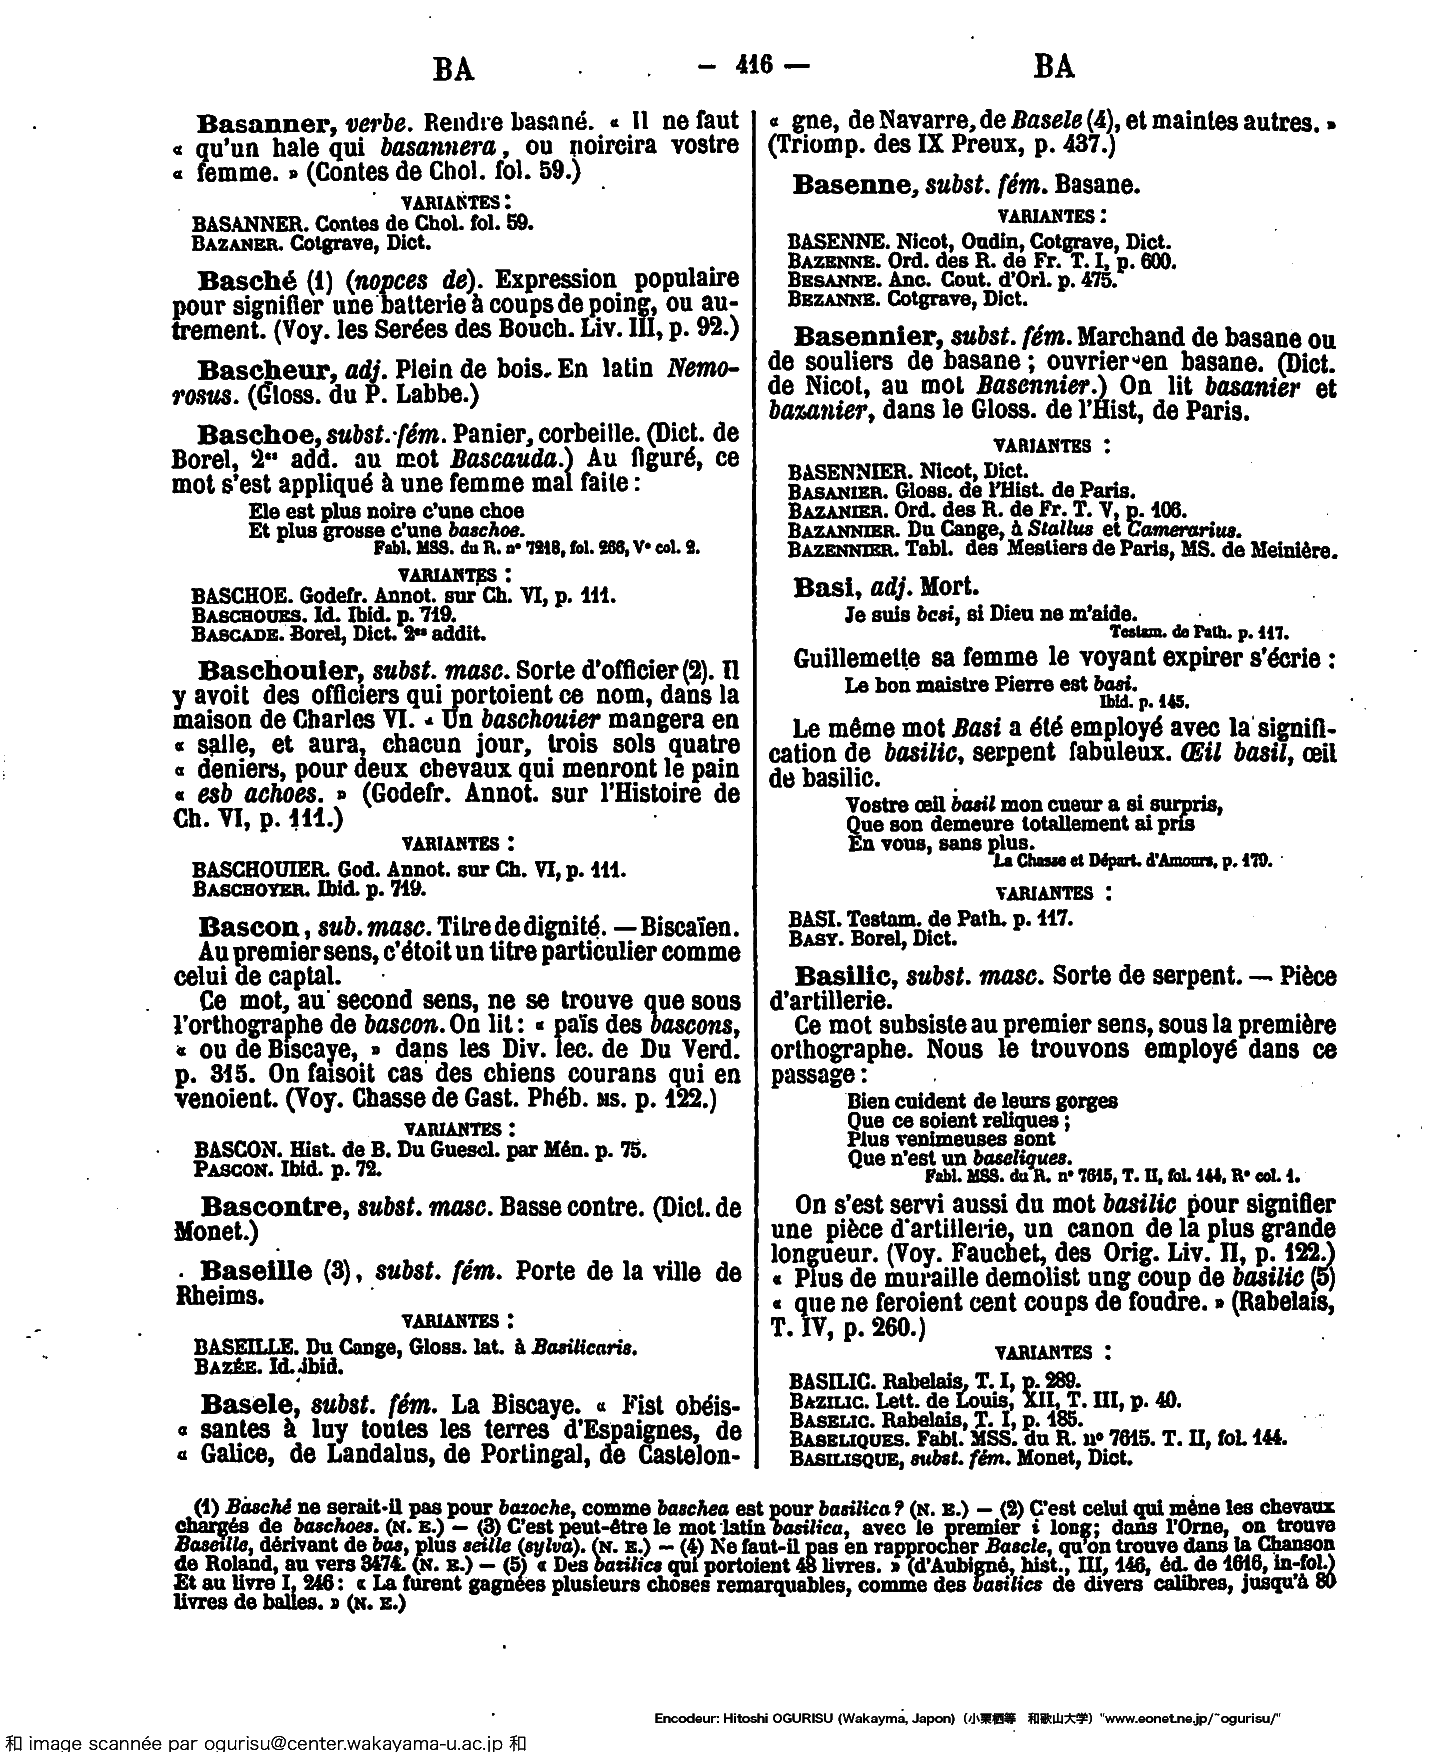 BA — 416 — BA
Basanner, verbe. Rendre basané. « Il ne faut
« qu'un hale qui basannera, ou noircira vostre
« femme. » (Contes de Chol. fol. 59.)
VARIANTES :
BASANNER. Contes de Chol. fol. 59.
BAZANER. Cotgrave, Dict.
Basché (1) (nopces de). Expression populaire
pour signifier une batterie à coups de poing, ou au-
trement. (Voy. les Serées des Bouch. Liv. III, p. 92.)
Bascheur, adj. Plein de bois. En latin Nemo-
rosus. (Gloss. du P. Labbe.)
Baschoe, subst. fém. Panier, corbeille. (Dict. de
Borel, 2es add. au mot Bascauda.) Au figuré, ce
mot s'est appliqué à une femme mal faite :
Ele est plus noire c'une choe
Et plus grosse c'une baschoe.
Fabl. MSS. du R. n° 7218, fol. 266, V° col. 2.
VARIANTES :
BASCHOE. Godefr. Annot. sur Ch. VI, p. 111.
BASCHOUES. Id. Ibid. p. 719.
BASCADE. Borel, Dict. 2es addit.
Baschouier, subst. masc. Sorte d'officier (2). Il
y avoit des officiers qui portoient ce nom, dans la
maison de Charles VI. « Un baschouier mangera en
« salle, et aura, chacun jour, trois sols quatre
« deniers, pour deux chevaux qui menront le pain
« esb achoes. » (Godefr. Annot. sur l'Histoire de
Ch. VI, p. 111.)
VARIANTES :
BASCHOUIER. God. Annot. sur Ch. VI, p. 111.
BASCHOYER. Ibid. p. 719.
Bascon, sub. masc. Titre de dignité. — Biscaïen.
Au premier sens, c'étoit un titre particulier comme
celui de captal.
Ce mot, au second sens, ne se trouve que sous
l'orthographe de bascon. On lit : « païs des bascons,
« ou de Biscaye, » dans les Div. lec. de Du Verd.
p. 315. On faisoit cas des chiens courans qui en
venoient. (Voy. Chasse de Gast. Phéb. MS. p. 122.)
VARIANTES :
BASCON. Hist. de B. Du Guescl. par Mén. p. 75.
PASCON. Ibid. p. 72.
Bascontre, subst. masc. Basse contre. (Dict. de
Monet.)
Baseille (3), subst. fém. Porte de la ville de
Rheims.
VARIANTES :
BASEILLE. Du Cange, Gloss. lat. à Basilicaris.
BAZÉE. Id. ibid.
Basele, subst. fém. La Biscaye. « Fist obéis-
« santes à luy toutes les terres d'Espaignes, de
« Galice, de Landalus, de Portingal, de Castelon-
« gne, de Navarre, de Basele (4), et maintes autres. »
(Triomp. des IX Preux, p. 437.)
Basenne, subst. fém. Basane.
VARIANTES :
BASENNE. Nicot, Oudin, Cotgrave, Dict.
BAZENNE. Ord. des R. de Fr. T. I, p. 600.
BESANNE. Anc. Cout. d'Orl. p. 475.
BEZANNE. Cotgrave, Dict.
Basennier, subst. fém. Marchand de basane ou
de souliers de basane ; ouvrier en basane. (Dict.
de Nicot, au mot Basennier.) On lit basanier et
bazanier, dans le Gloss. de l'Hist, de Paris.
VARIANTES :
BASENNIER. Nicot, Dict.
BASANIER. Gloss. de l'Hist. de Paris.
BAZANIER. Ord. des R. de Fr. T. V, p. 106.
BAZANNIER. Du Cange, à Stallus et Camerarius.
BAZENNIER. Tabl. des Mestiers de Paris, MS. de Meinière.
Basi, adj. Mort.
Je suis basi, si Dieu ne m'aide.
Testam. de Path. p. 117.
Guillemette sa femme le voyant expirer s'écrie :
Le bon maistre Pierre est basi.
Ibid. p. 145.
Le même mot Basi a été employé avec la signifi-
cation de basilic, serpent fabuleux. Œil basil, œil
de basilic.
Vostre œil basil mon cueur a si surpris,
Que son demeure totallement ai pris
En vous, sans plus.
La Chasse et Départ. d'Amours, p. 179.
VARIANTES :
BASI. Testam. de Path. p. 117.
BASY. Borel, Dict.
Basilic, subst. masc. Sorte de serpent. — Pièce
d'artillerie.
Ce mot subsiste au premier sens, sous la première
orthographe. Nous le trouvons employé dans ce
passage :
Bien cuident de leurs gorges
Que ce soient reliques ;
Plus venimeuses sont
Que n'est un baseliques.
Fabl. MSS. du R. n° 7615, T. II, fol. 144, R° col. 1.
On s'est servi aussi du mot basilic pour signifier
une pièce d'artillerie, un canon de la plus grande
longueur. (Voy. Fauchet, des Orig. Liv. II, p. 122.)
« Plus de muraille demolist ung coup de basilic (5)
« que ne feroient cent coups de foudre. » (Rabelais,
T. IV, p. 260.)
VARIANTES :
BASILIC. Rabelais, T. I, p. 289.
BAZILIC. Lett. de Louis, XII, T. III, p. 40.
BASELIC. Rabelais, T. I, p. 185.
BASELIQUES. Fabl. MSS. du R. n° 7615. T. II, fol. 144.
BASILISQUE, subst. fém. Monet, Dict.
(1) Basché ne serait-il pas pour bazoche, comme baschea est pour basilica ? (N. E.) — (2) C'est celui qui mène les chevaux
chargés de baschoes. (N. E.) — (3) C'est peut-être le mot latin basilica, avec le premier i long ; dans l'Orne, on trouve
Baseille, dérivant de bas, plus seille (sylva). (N. E.) — (4) Ne faut-il pas en rapprocher Bascle, qu'on trouve dans la Chanson
de Roland, au vers 3474. (N. E.) — (5) « Des bazilics qui portoient 48 livres. » (d'Aubigné, hist., III, 146, éd. de 1616, in-fol.)
Et au livre I, 246 : « La furent gagnées plusieurs choses remarquables, comme des basilics de divers calibres, jusqu'à 80
livres de balles. » (N. E.)
Encodeur: Hitoshi OGURISU (Wakayma, Japon) (小栗栖等 和歌山大学) "www.eonet.ne.jp/~ogurisu/"
和 image scannée par ogurisu@center.wakayama-u.ac.jp 和